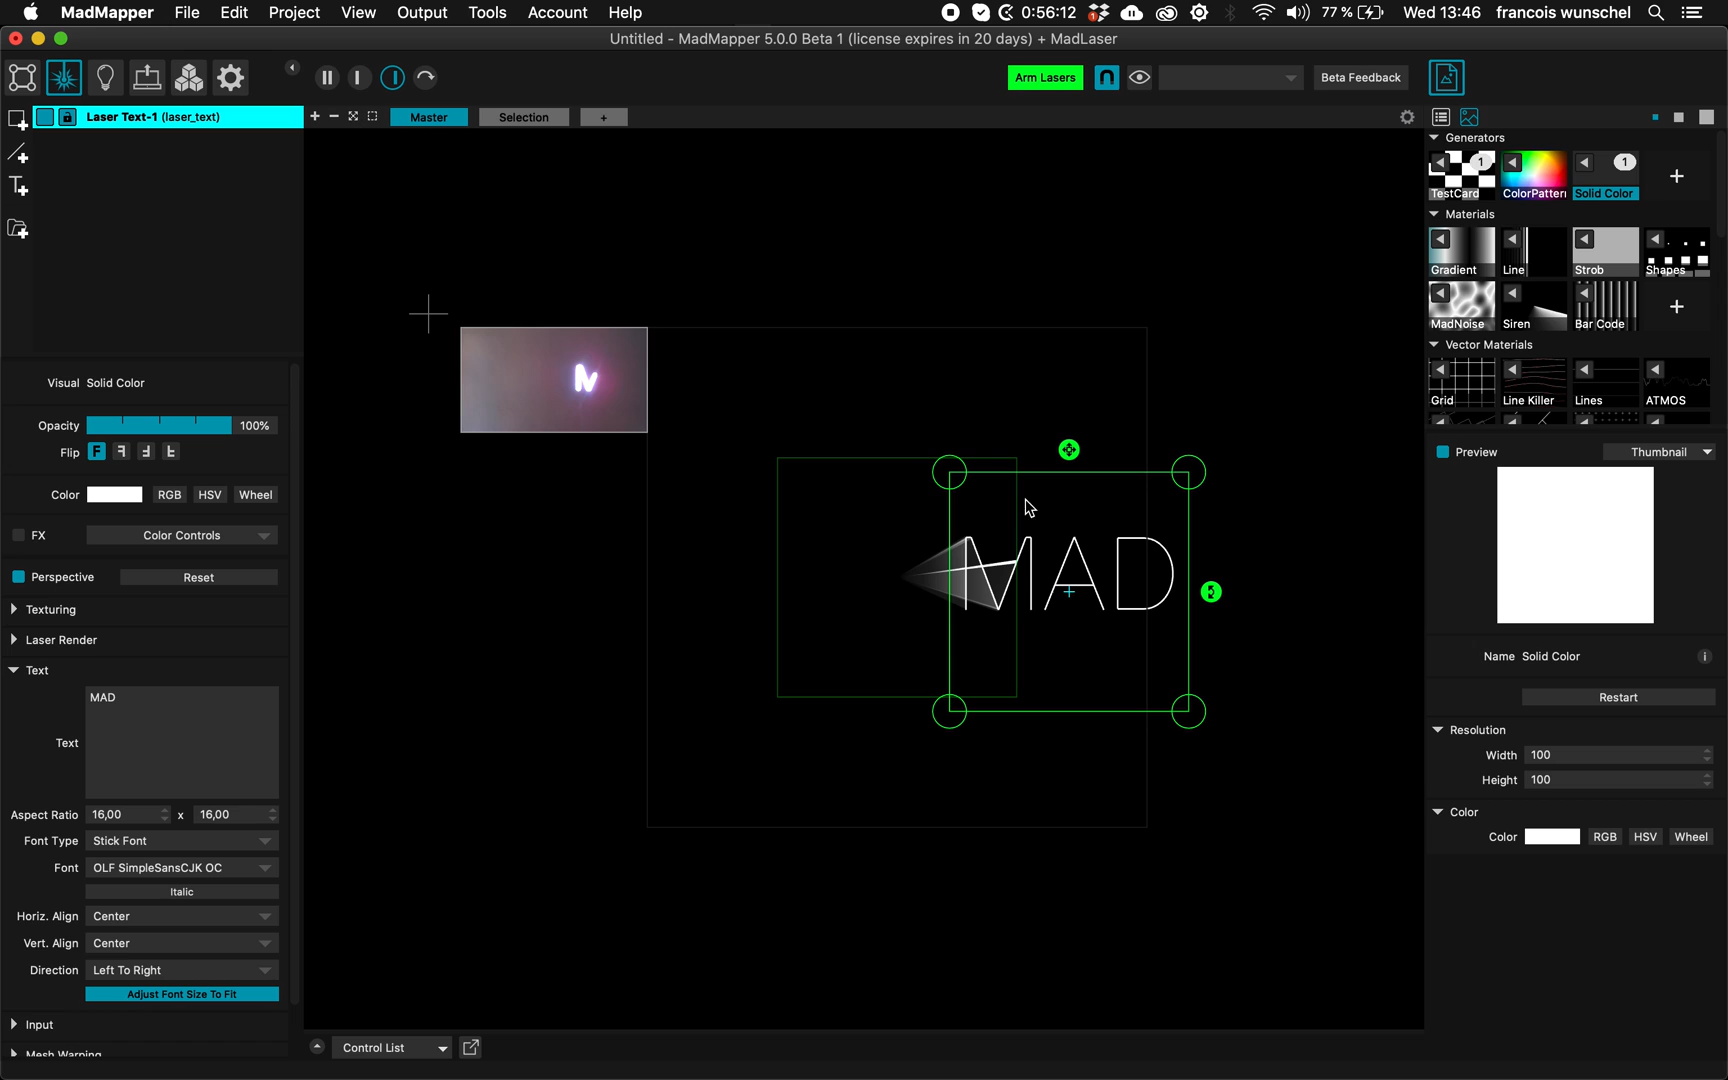 MadMapper File Edit Project View Output Tools Account Help 0:56:12 1 77 % Wed 13:46 francois wunschel
Untitled - MadMapper 5.0.0 Beta 1 (license expires in 20 days) + MadLaser
Arm Lasers Beta Feedback
Laser Text-1 (laser_text) Master Selection +
Generators
1 1
TestCard ColorPattern Solid Color
Materials
Gradient Line Strob Shapes
MadNoise Siren Bar Code
Vector Materials
Grid Line Killer Lines ATMOS
Visual Solid Color
Opacity 100%
Flip F
Color RGB HSV Wheel
FX Color Controls
Perspective Reset
Texturing
Laser Render
Text
MAD
Text
Aspect Ratio 16,00 x 16,00
Font Type Stick Font
Font OLF SimpleSansCJK OC
Italic
Horiz. Align Center
Vert. Align Center
Direction Left To Right
Adjust Font Size To Fit
Input
Mesh Warping
MAD
Control List
Preview Thumbnail
Name Solid Color
Restart
Resolution
Width 100
Height 100
Color
Color RGB HSV Wheel